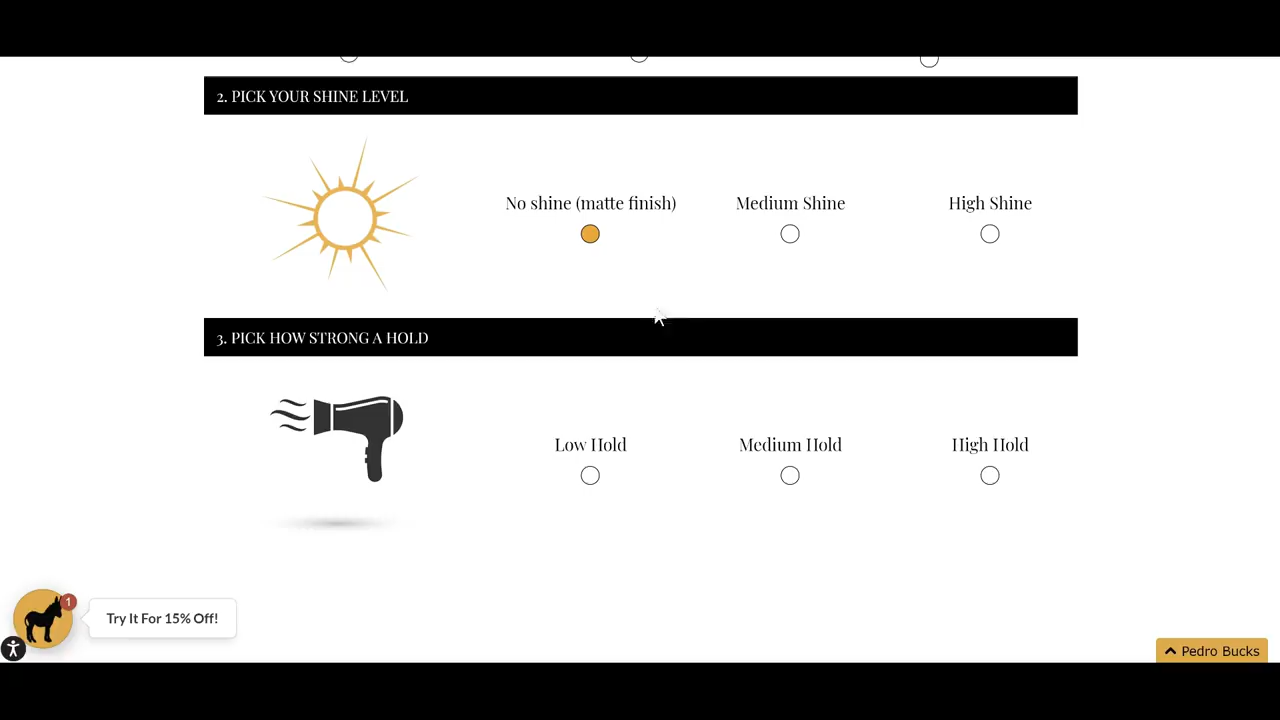 2. PICK YOUR SHINE LEVEL
No shine (matte finish) Medium Shine High Shine
3. PICK HOW STRONG A HOLD
Low Hold Medium Hold High Hold
1
Try It For 15% Off!
Pedro Bucks